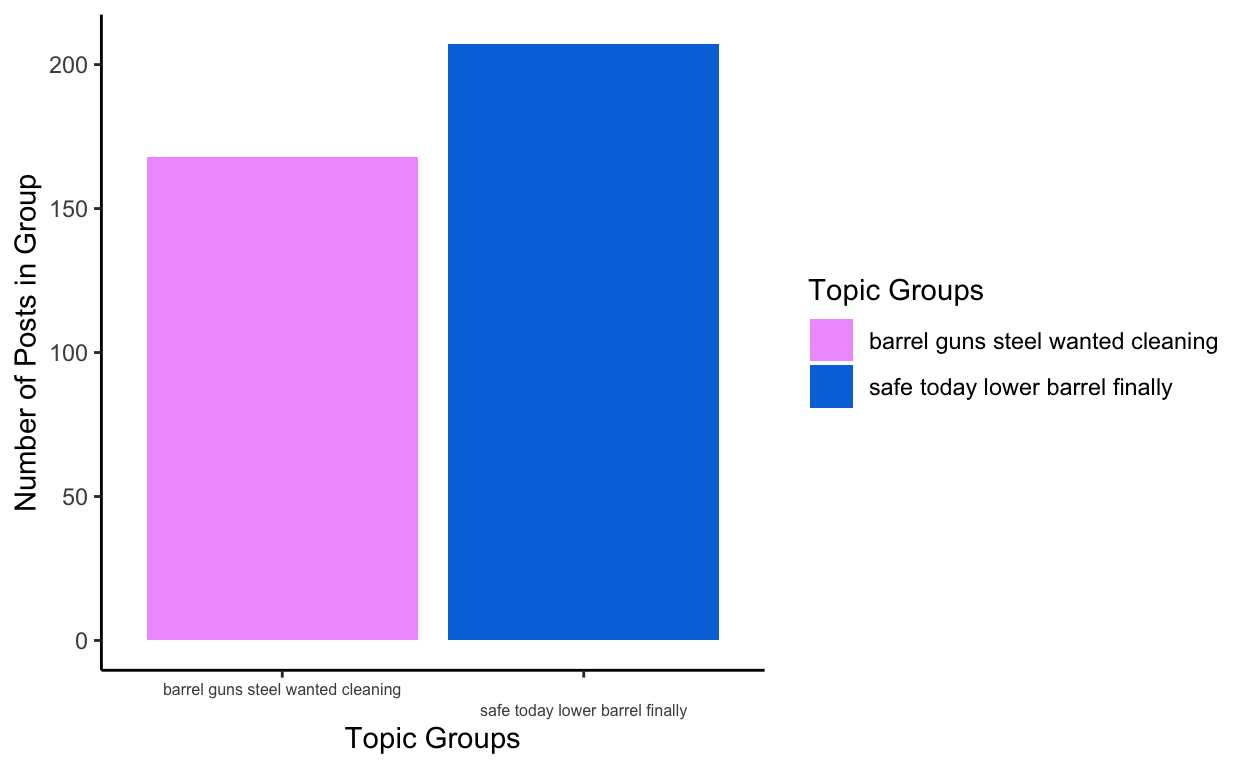 Number of Posts in Group
200
150
100
50
0
barrel guns steel wanted cleaning
safe today lower barrel finally
Topic Groups
Topic Groups
barrel guns steel wanted cleaning
safe today lower barrel finally